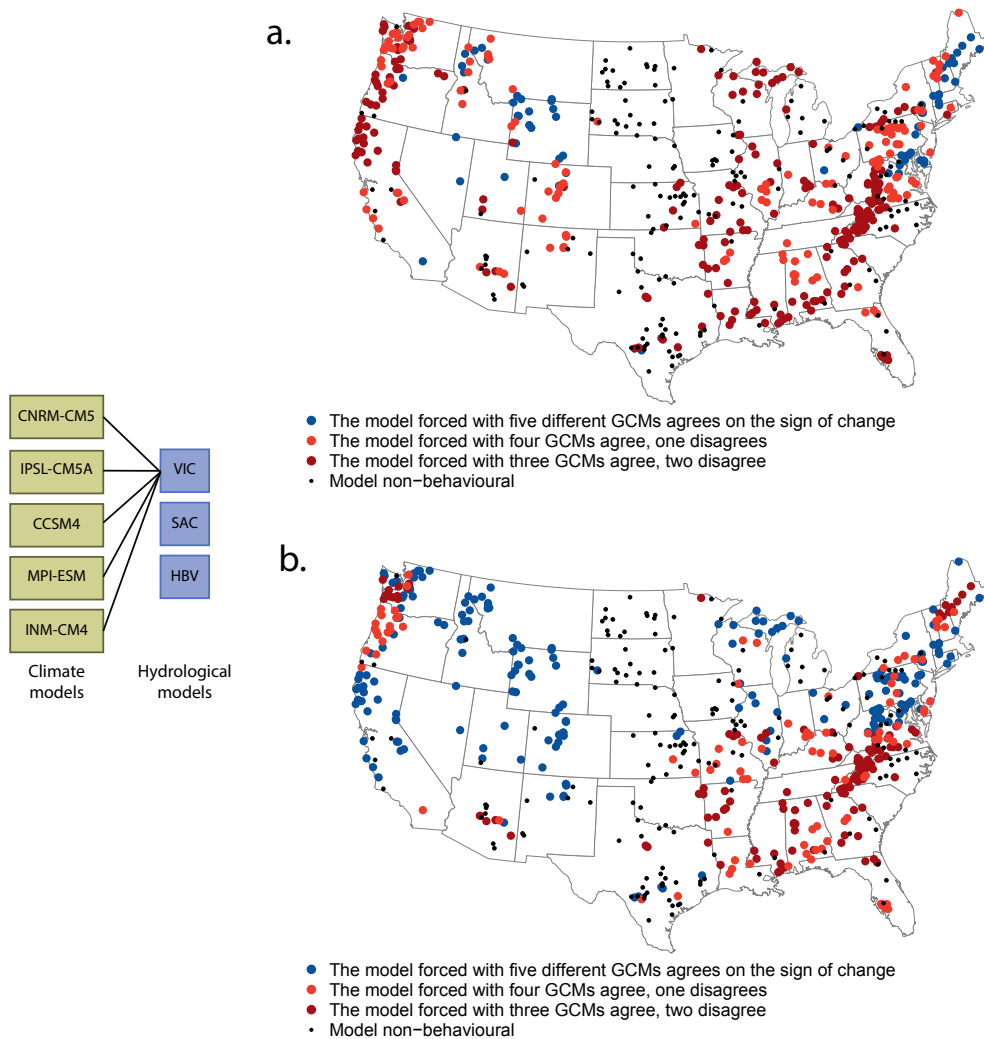 a.
The model forced with five different GCMs agrees on the sign of change
The model forced with four GCMs agree, one disagrees
The model forced with three GCMs agree, two disagree
Model non−behavioural
CNRM-CM5
IPSL-CM5A
CCSM4
MPI-ESM
INM-CM4
Climate
models
VIC
SAC
HBV
Hydrological
models
b.
The model forced with five different GCMs agrees on the sign of change
The model forced with four GCMs agree, one disagrees
The model forced with three GCMs agree, two disagree
Model non−behavioural